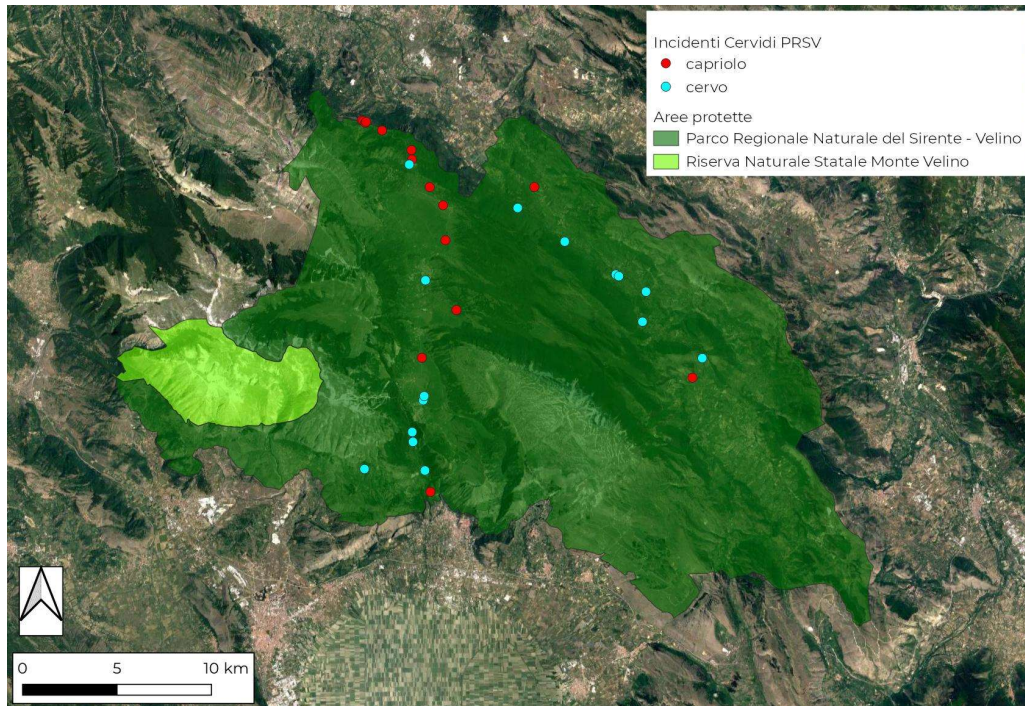 Incidenti Cervidi PRSV
capriolo
cervo
Aree protette
Parco Regionale Naturale del Sirente - Velino
Riserva Naturale Statale Monte Velino
0 5 10 km